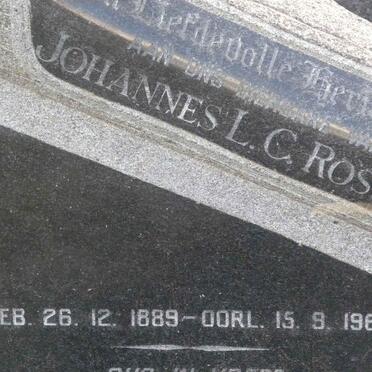 Liefdevolle
AAN ONS
JOHANNES L. C. ROS
EB. 26. 12. 1889 – OORL. 15. 9. 196